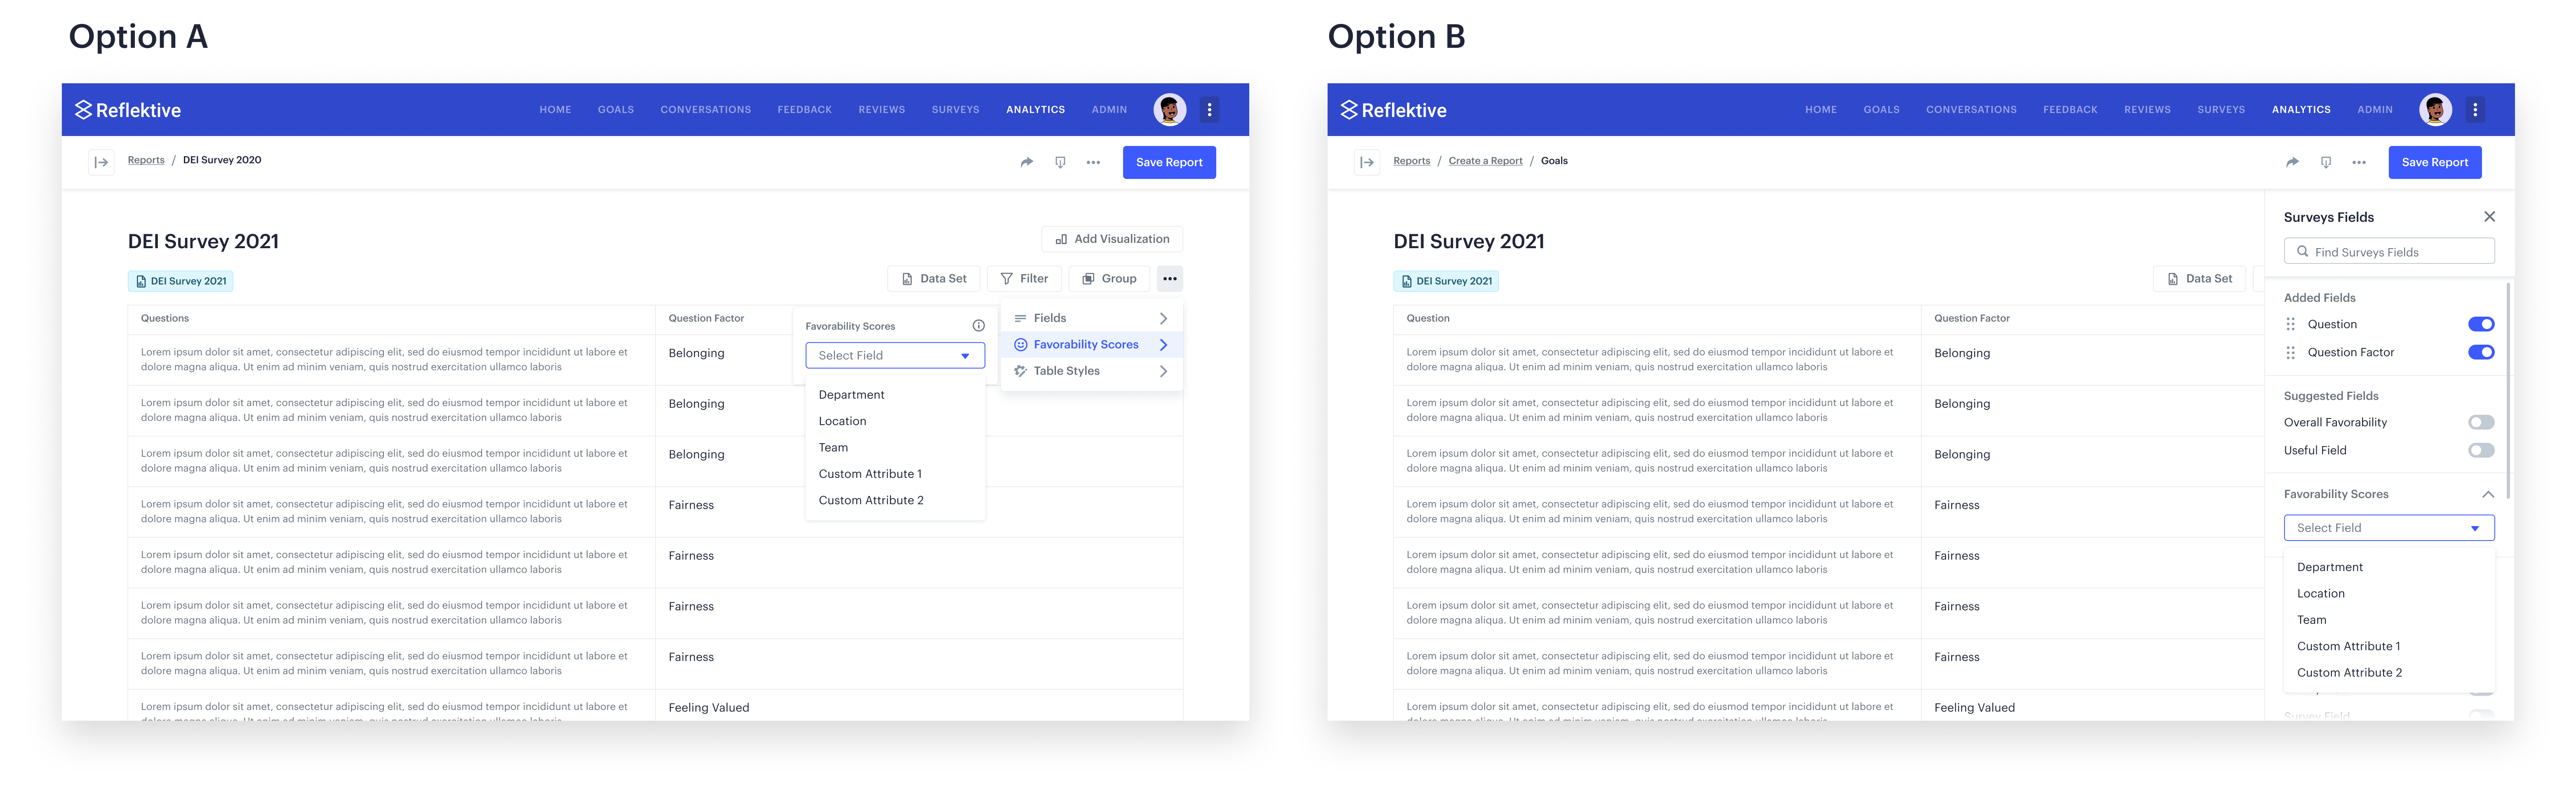 Option A
Reflektive
HOME GOALS CONVERSATIONS FEEDBACK REVIEWS SURVEYS ANALYTICS ADMIN
Reports / DEI Survey 2020
Save Report
DEI Survey 2021
Add Visualization
DEI Survey 2021
Data Set Filter Group
Questions Question Factor
Favorability Scores
Select Field
Department
Location
Team
Custom Attribute 1
Custom Attribute 2
Fields
Favorability Scores
Table Styles
Lorem ipsum dolor sit amet, consectetur adipiscing elit, sed do eiusmod tempor incididunt ut labore et
dolore magna aliqua. Ut enim ad minim veniam, quis nostrud exercitation ullamco laboris
Belonging
Lorem ipsum dolor sit amet, consectetur adipiscing elit, sed do eiusmod tempor incididunt ut labore et
dolore magna aliqua. Ut enim ad minim veniam, quis nostrud exercitation ullamco laboris
Belonging
Lorem ipsum dolor sit amet, consectetur adipiscing elit, sed do eiusmod tempor incididunt ut labore et
dolore magna aliqua. Ut enim ad minim veniam, quis nostrud exercitation ullamco laboris
Belonging
Lorem ipsum dolor sit amet, consectetur adipiscing elit, sed do eiusmod tempor incididunt ut labore et
dolore magna aliqua. Ut enim ad minim veniam, quis nostrud exercitation ullamco laboris
Fairness
Lorem ipsum dolor sit amet, consectetur adipiscing elit, sed do eiusmod tempor incididunt ut labore et
dolore magna aliqua. Ut enim ad minim veniam, quis nostrud exercitation ullamco laboris
Fairness
Lorem ipsum dolor sit amet, consectetur adipiscing elit, sed do eiusmod tempor incididunt ut labore et
dolore magna aliqua. Ut enim ad minim veniam, quis nostrud exercitation ullamco laboris
Fairness
Lorem ipsum dolor sit amet, consectetur adipiscing elit, sed do eiusmod tempor incididunt ut labore et
dolore magna aliqua. Ut enim ad minim veniam, quis nostrud exercitation ullamco laboris
Fairness
Lorem ipsum dolor sit amet, consectetur adipiscing elit, sed do eiusmod tempor incididunt ut labore et
dolore magna aliqua. Ut enim ad minim veniam, quis nostrud exercitation ullamco laboris
Feeling Valued
Option B
Reflektive
HOME GOALS CONVERSATIONS FEEDBACK REVIEWS SURVEYS ANALYTICS ADMIN
Reports / Create a Report / Goals
Save Report
DEI Survey 2021
DEI Survey 2021
Data Set
Question Question Factor
Lorem ipsum dolor sit amet, consectetur adipiscing elit, sed do eiusmod tempor incididunt ut labore et
dolore magna aliqua. Ut enim ad minim veniam, quis nostrud exercitation ullamco laboris
Belonging
Lorem ipsum dolor sit amet, consectetur adipiscing elit, sed do eiusmod tempor incididunt ut labore et
dolore magna aliqua. Ut enim ad minim veniam, quis nostrud exercitation ullamco laboris
Belonging
Lorem ipsum dolor sit amet, consectetur adipiscing elit, sed do eiusmod tempor incididunt ut labore et
dolore magna aliqua. Ut enim ad minim veniam, quis nostrud exercitation ullamco laboris
Belonging
Lorem ipsum dolor sit amet, consectetur adipiscing elit, sed do eiusmod tempor incididunt ut labore et
dolore magna aliqua. Ut enim ad minim veniam, quis nostrud exercitation ullamco laboris
Fairness
Lorem ipsum dolor sit amet, consectetur adipiscing elit, sed do eiusmod tempor incididunt ut labore et
dolore magna aliqua. Ut enim ad minim veniam, quis nostrud exercitation ullamco laboris
Fairness
Lorem ipsum dolor sit amet, consectetur adipiscing elit, sed do eiusmod tempor incididunt ut labore et
dolore magna aliqua. Ut enim ad minim veniam, quis nostrud exercitation ullamco laboris
Fairness
Lorem ipsum dolor sit amet, consectetur adipiscing elit, sed do eiusmod tempor incididunt ut labore et
dolore magna aliqua. Ut enim ad minim veniam, quis nostrud exercitation ullamco laboris
Fairness
Lorem ipsum dolor sit amet, consectetur adipiscing elit, sed do eiusmod tempor incididunt ut labore et
dolore magna aliqua. Ut enim ad minim veniam, quis nostrud exercitation ullamco laboris
Feeling Valued
Surveys Fields
Find Surveys Fields
Added Fields
Question
Question Factor
Suggested Fields
Overall Favorability
Useful Field
Favorability Scores
Select Field
Department
Location
Team
Custom Attribute 1
Custom Attribute 2
Survey Field